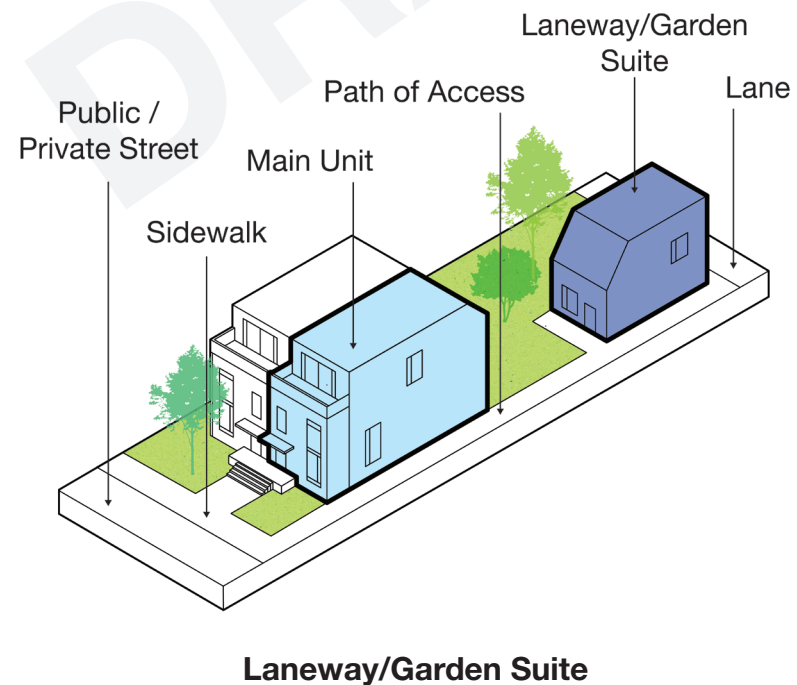 Laneway/Garden
Suite
Lane
Path of Access
Public /
Private Street
Main Unit
Sidewalk
Laneway/Garden Suite